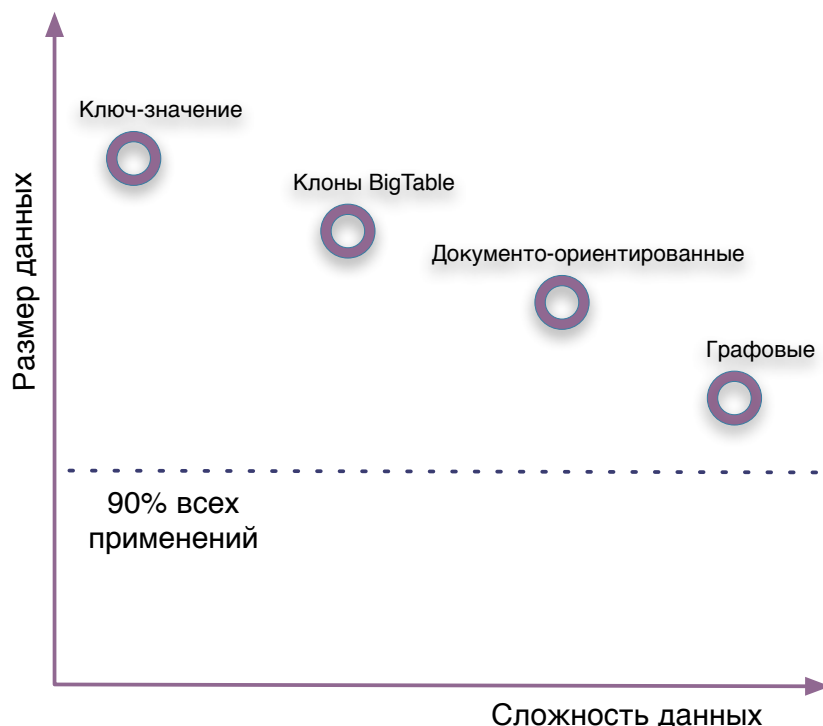 Ключ-значение
Клоны BigTable
Документо-ориентированные
Графовые
Размер данных
90% всех
применений
Сложность данных